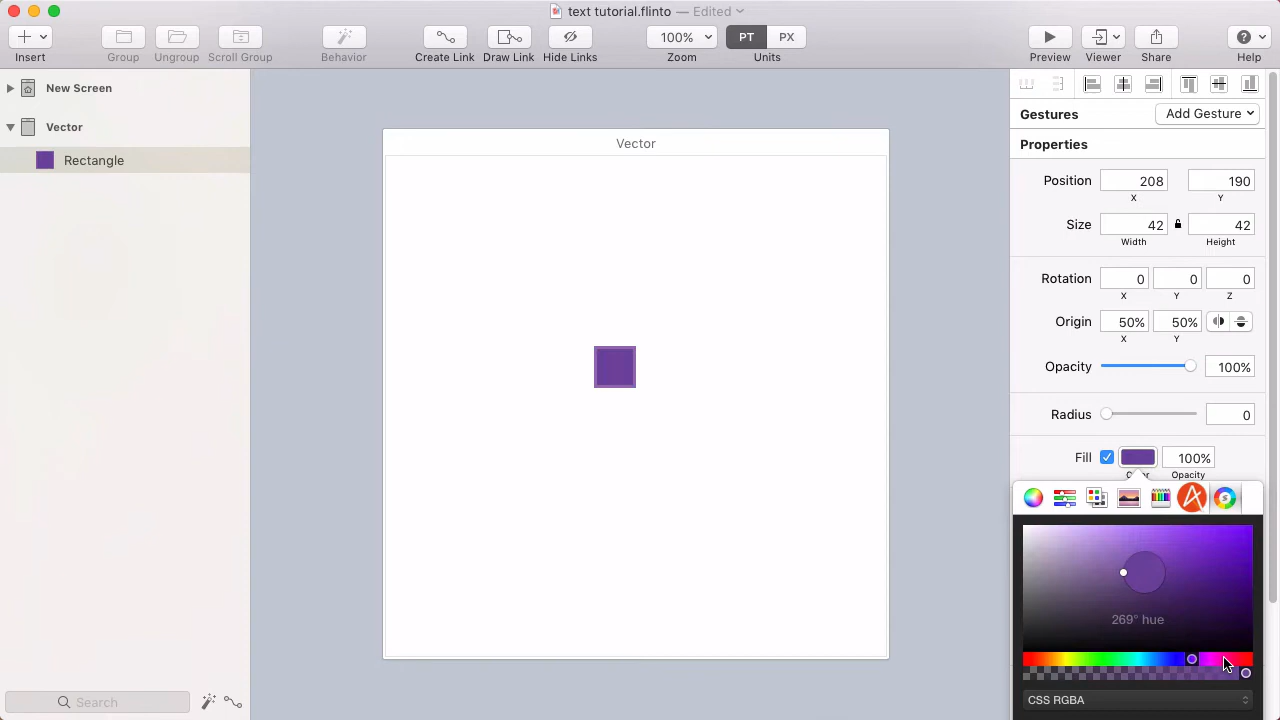 text tutorial.flinto — Edited
100%
PT
PX
Insert
Group
Ungroup
Scroll Group
Behavior
Create Link
Draw Link
Hide Links
Zoom
Units
Preview
Viewer
Share
Help
New Screen
Vector
Rectangle
Vector
Gestures
Add Gesture
Properties
Position
208
190
X
Y
Size
42
42
Width
Height
Rotation
0
0
0
X
Y
Z
Origin
50%
50%
X
Y
Opacity
100%
Radius
0
Fill
100%
Opacity
269° hue
CSS RGBA
Search